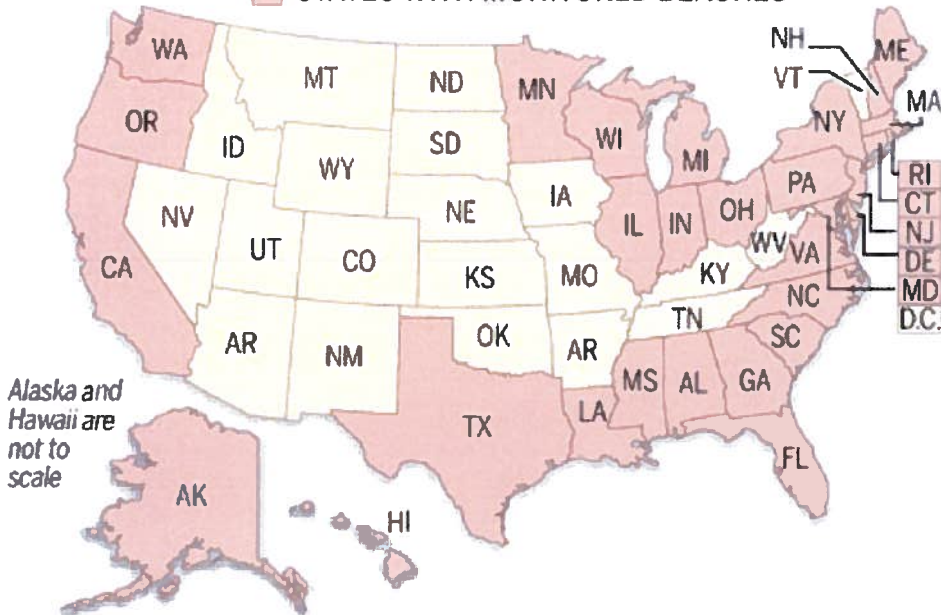 STATES WITH MONITORED BEACHES
WA
MT
ND
MN
NH
ME
VT
MA
OR
ID
SD
WI
NY
WY
MI
RI
IA
PA
CT
NV
NE
IL
IN
OH
NJ
UT
CO
WV
VA
DE
CA
KS
MO
KY
MD
NC
D.C.
TN
AR
NM
OK
AR
SC
MS
AL
GA
Alaska and
Hawaii are
not to
scale
TX
LA
FL
AK
HI